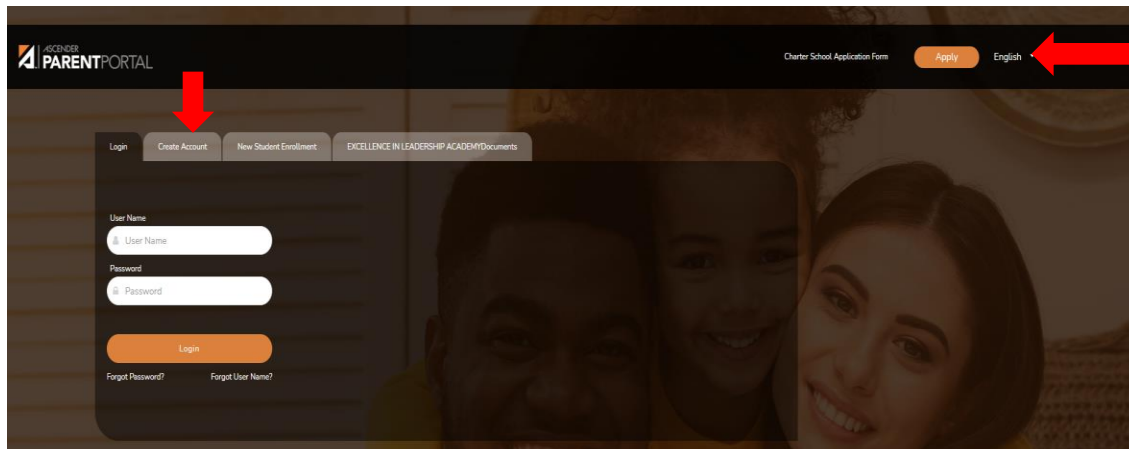 ASCENDER
PARENTPORTAL
Charter School Application Form
Apply
English
Login
Create Account
New Student Enrollment
EXCELLENCE IN LEADERSHIP ACADEMYDocuments
User Name
User Name
Password
Password
Login
Forgot Password?
Forgot User Name?